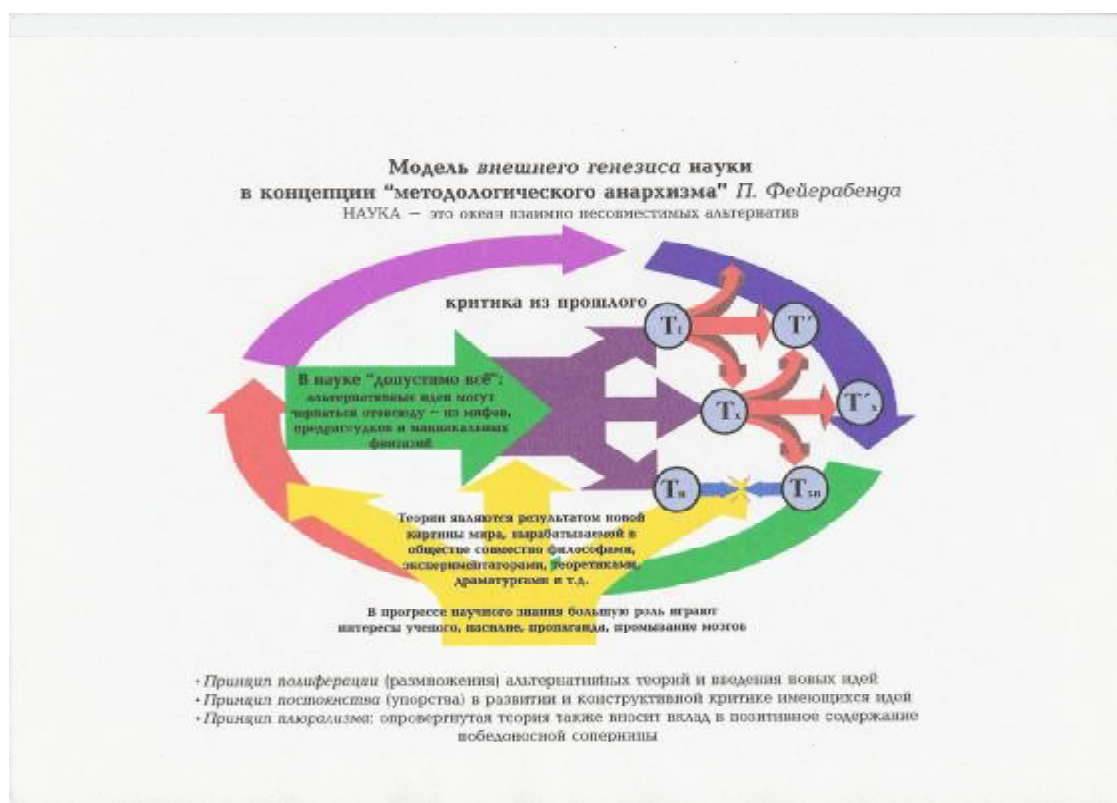 Модель внешнего генезиса науки
в концепции "методологического анархизма" П. Фейерабенда
НАУКА — это океан взаимно несовместимых альтернатив
критика из прошлого
T₁
T´
В науке "допустимо всё":
альтернативные идеи могут
черпаться отовсюду — из мифов,
предрассудков и маниакальных
фантазий
Tₓ
T´ₓ
Tₙ
Теории являются результатом новой
картины мира, вырабатываемой в
обществе совместно философами,
экспериментаторами, теоретиками,
драматургами и т.д.
В прогрессе научного знания большую роль играют
интересы ученого, насилие, пропаганда, промывание мозгов
· Принцип полиферации (размножения) альтернативных теорий и введения новых идей
· Принцип постоянства (упорства) в развитии и конструктивной критике имеющихся идей
· Принцип плюрализма: опровергнутая теория также вносит вклад в позитивное содержание
победоносной соперницы